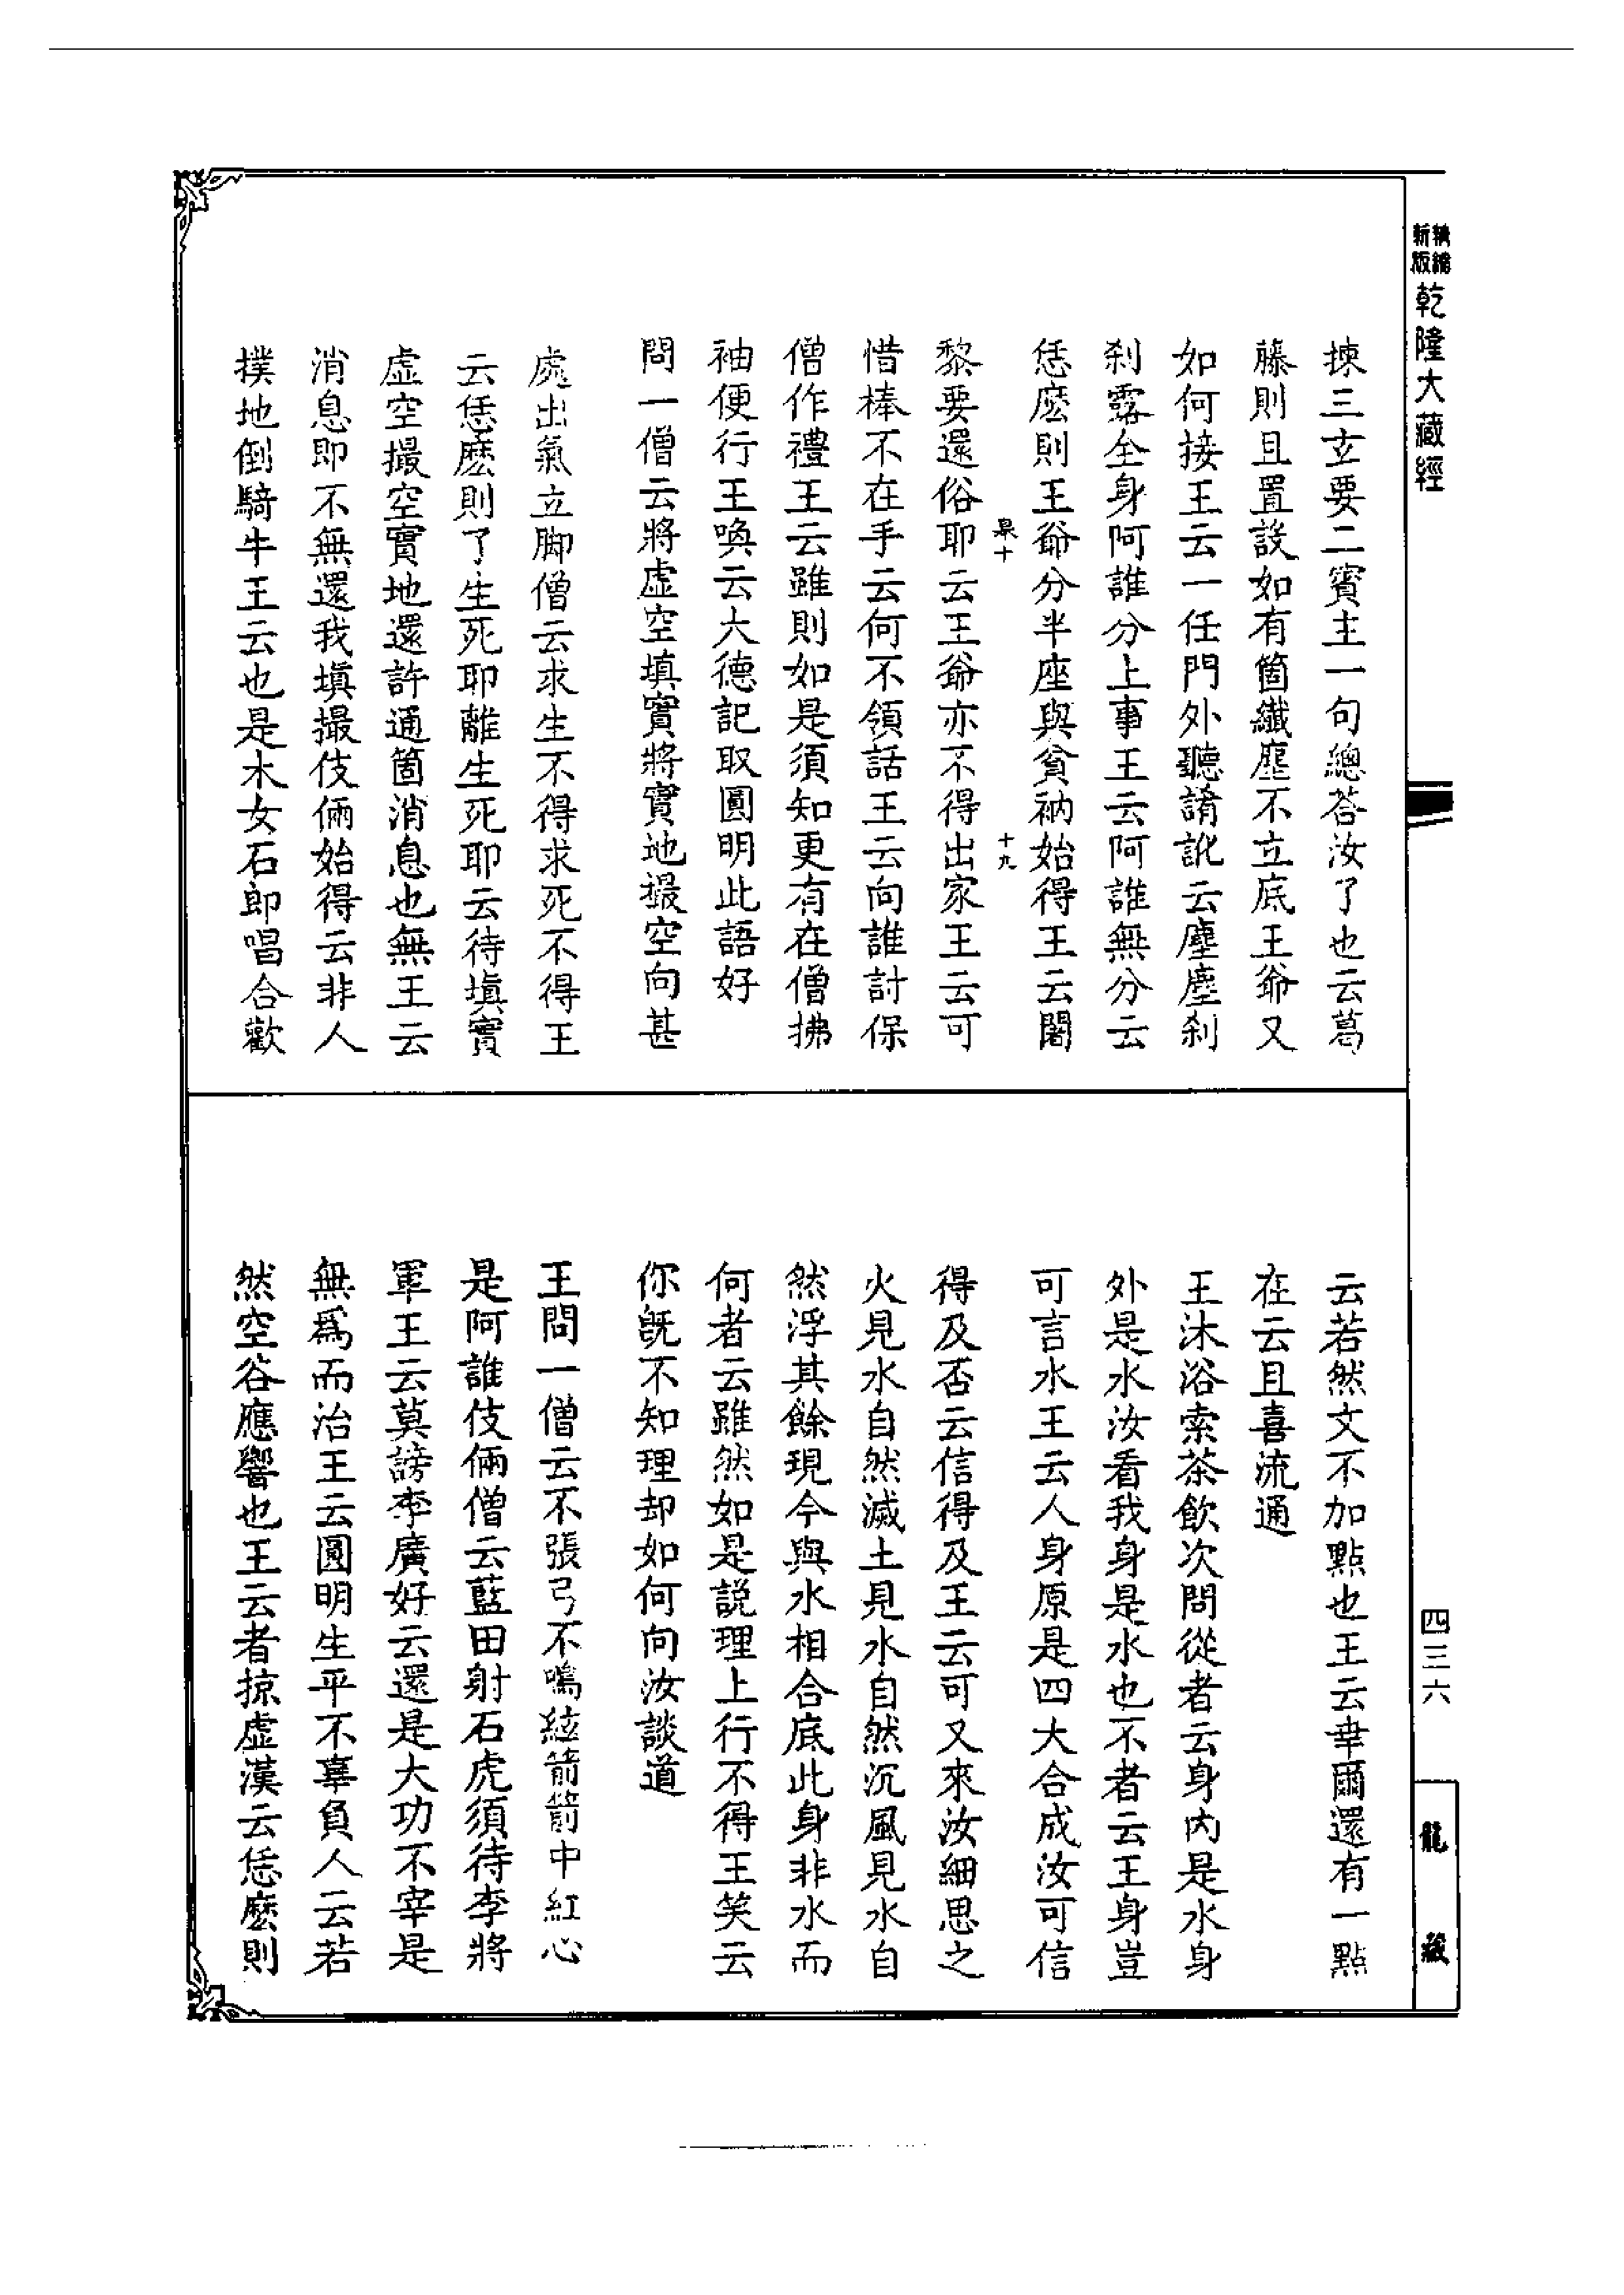 精縮新版乾隆大藏經
揀三玄要二賓主一句總荅汝了也云葛
藤則且置設如有箇纖塵不立底王爺又
如何接王云一任門外聽誵訛云塵塵刹
刹露全身阿誰分上事王云阿誰無分云
恁麽則王爺分半座與貧衲始得王云闍
十九
黎要還俗耶云王爺亦不得出家王云可
惜棒不在手云何不領話王云向誰討保
僧作禮王云雖則如是須知更有在僧拂
袖便行王喚云大德記取圓明此語好
問一僧云將虛空填實將實地撮空向甚
處出氣立脚僧云求生不得求死不得王
云恁麽則了生死耶離生死耶云待填實
虛空撮空實地還許通箇消息也無王云
消息即不無還我填撮伎倆始得云非人
撲地倒騎牛王云也是木女石郎唱合歡
云若然文不加點也王云幸爾還有一點
在云且喜流通
王沐浴索茶飲次問從者云身內是水身
外是水汝看我身是水也不者云王身豈
可言水王云人身原是四大合成汝可信
得及否云信得及王云可又來汝細思之
火見水自然滅土見水自然沉風見水自
然浮其餘現今與水相合底此身非水而
何者云雖然如是説理上行不得王笑云
你旣不知理却如何向汝談道
王問一僧云不張弓不鳴絃箭箭中紅心
是阿誰伎倆僧云藍田射石虎須待李將
軍王云莫謗李廣好云還是大功不宰是
無爲而治王云圓明生平不辜負人云若
然空谷應響也王云者掠虛漢云恁麽則
四三六
龍藏